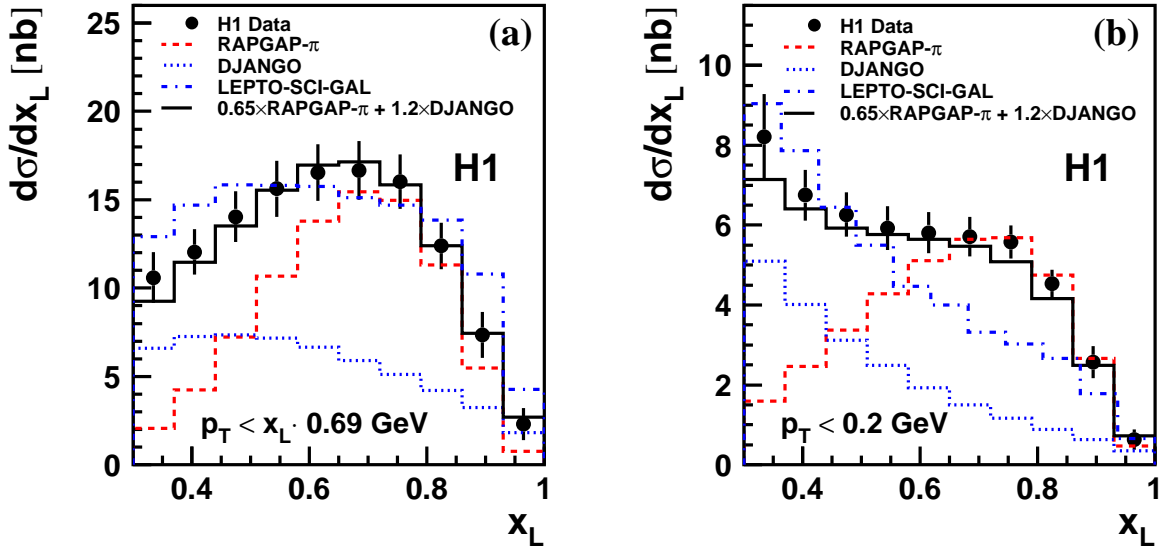 dσ/dx_L [nb]
25
20
15
10
5
0
(a)
H1 Data
RAPGAP-π
DJANGO
LEPTO-SCI-GAL
0.65×RAPGAP-π + 1.2×DJANGO
H1
p_T < x_L · 0.69 GeV
0.4
0.6
0.8
1
x_L
dσ/dx_L [nb]
10
8
6
4
2
0
(b)
H1 Data
RAPGAP-π
DJANGO
LEPTO-SCI-GAL
0.65×RAPGAP-π + 1.2×DJANGO
H1
p_T < 0.2 GeV
0.4
0.6
0.8
1
x_L